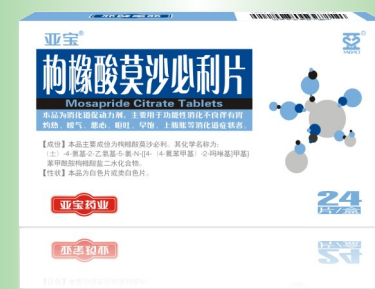 亚宝®
枸橼酸莫沙必利片
Mosapride Citrate Tablets
本品为消化道促动力剂，主要用于功能性消化不良伴有胃
灼热、嗳气、恶心、呕吐、早饱、上腹胀等消化道症状者。
【成份】本品主要成份为枸橼酸莫沙必利，其化学名称为：
（±）-4-氨基-2-乙氧基-5-氯-N-{[4-（4-氟苯甲基）-2-吗啉基]甲基}
苯甲酰胺枸橼酸盐二水化合物。
【性状】本品为白色片或类白色片。
亚宝药业
24
片/盒